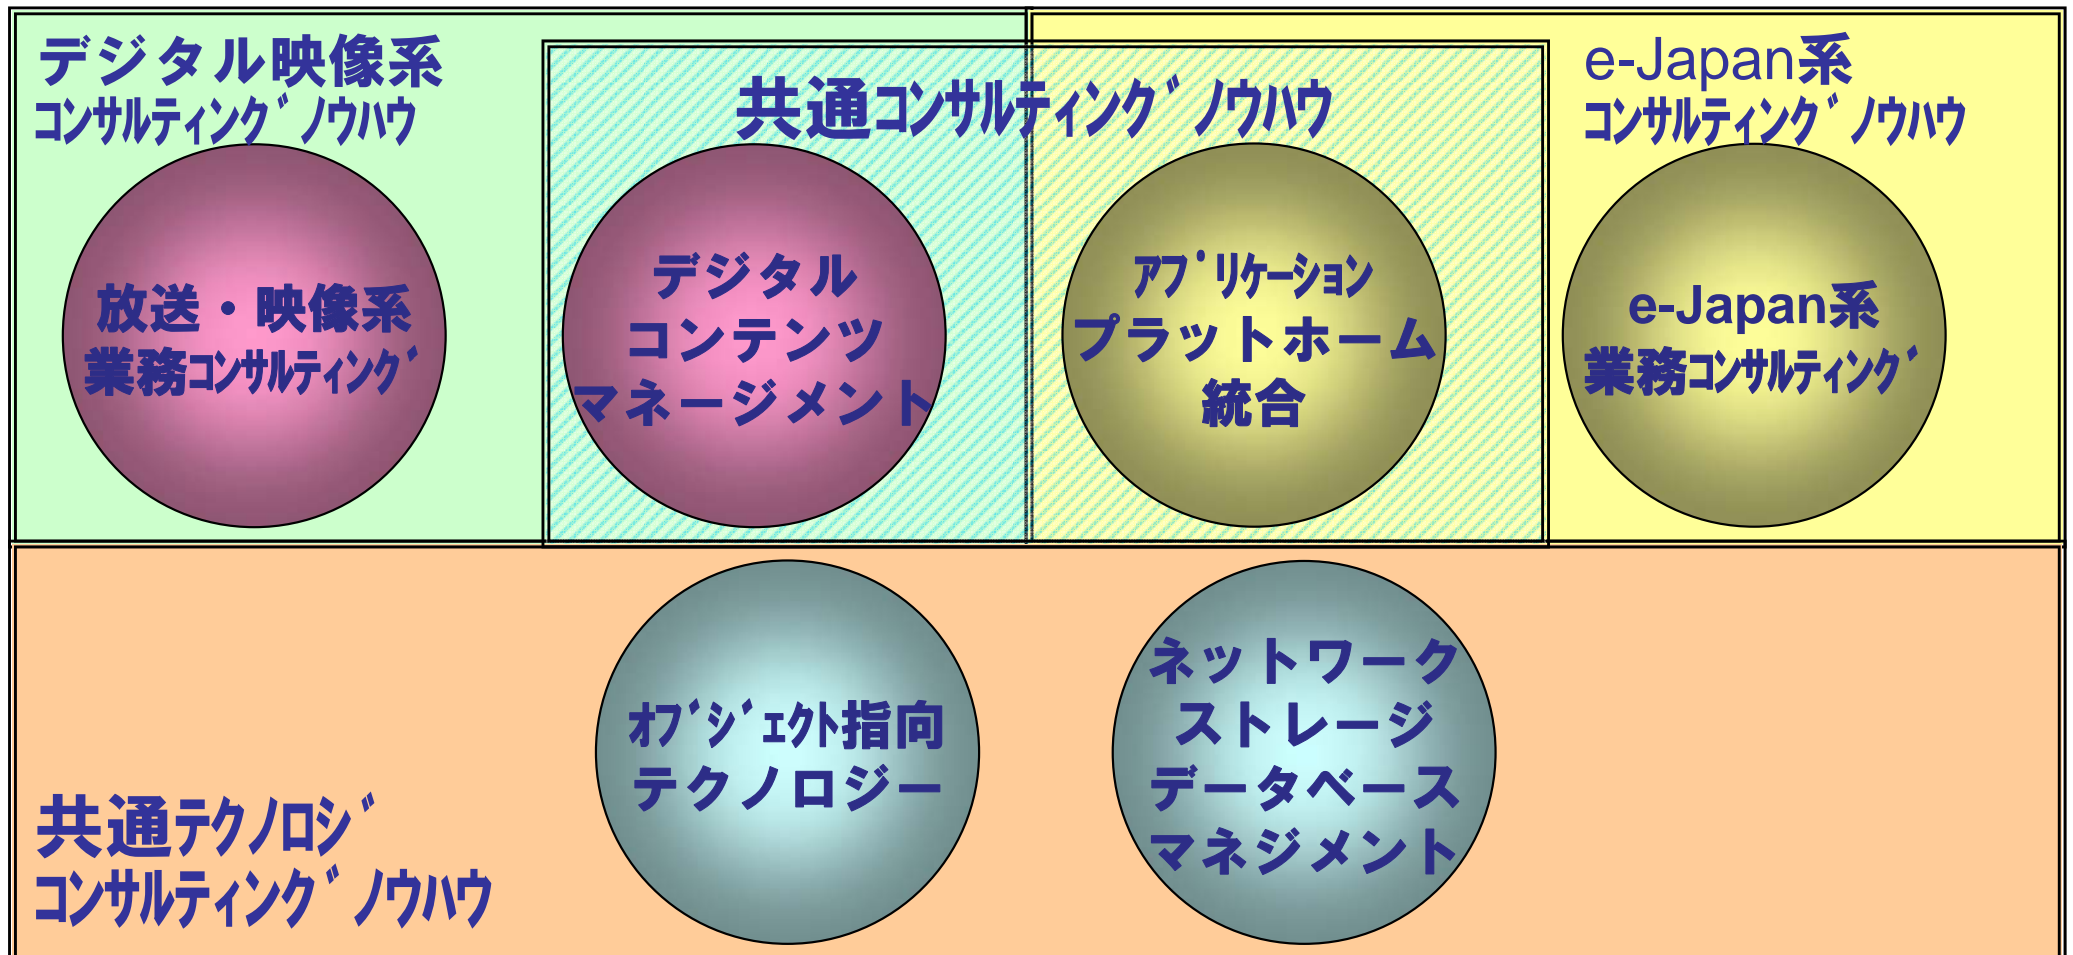 デジタル映像系
ｺﾝｻﾙﾃｨﾝｸﾞﾉｳﾊｳ
共通ｺﾝｻﾙﾃｨﾝｸﾞﾉｳﾊｳ
e-Japan系
ｺﾝｻﾙﾃｨﾝｸﾞﾉｳﾊｳ
放送・映像系
業務ｺﾝｻﾙﾃｨﾝｸﾞ
デジタル
コンテンツ
マネージメント
ｱﾌﾟﾘｹｰｼｮﾝ
プラットホーム
統合
e-Japan系
業務ｺﾝｻﾙﾃｨﾝｸﾞ
ｵﾌﾞｼﾞｪｸﾄ指向
テクノロジー
ネットワーク
ストレージ
データベース
マネジメント
共通ﾃｸﾉﾛｼﾞ
ｺﾝｻﾙﾃｨﾝｸﾞﾉｳﾊｳ